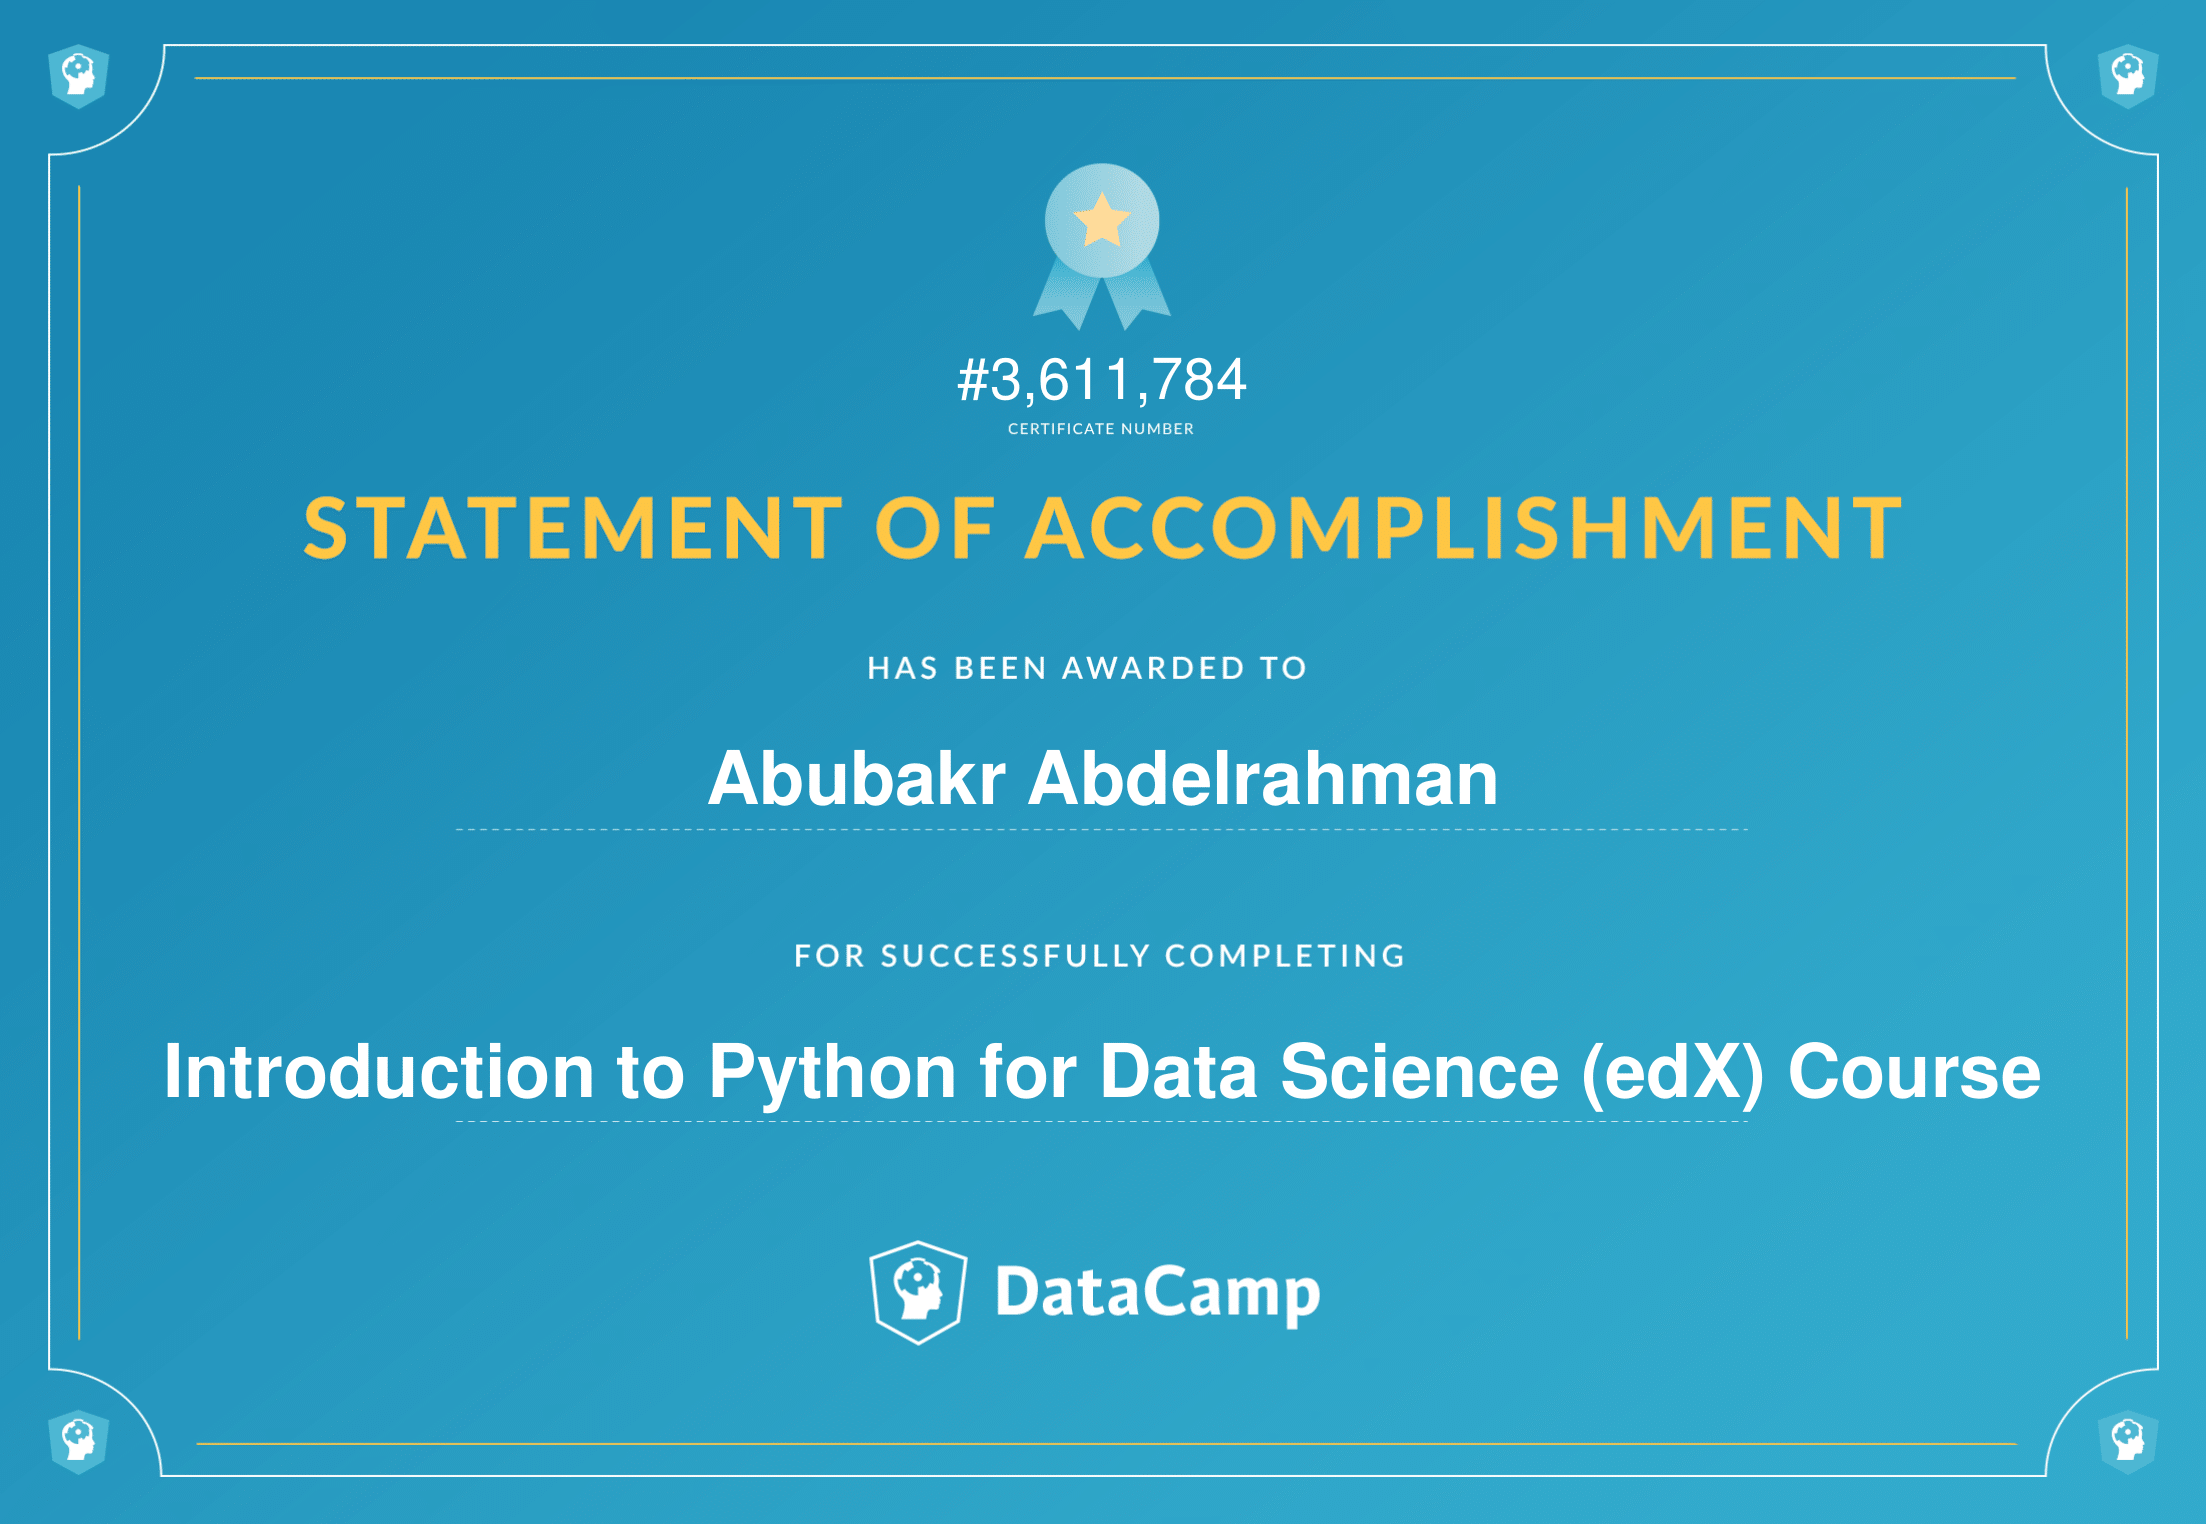 #3,611,784
CERTIFICATE NUMBER
STATEMENT OF ACCOMPLISHMENT
HAS BEEN AWARDED TO
Abubakr Abdelrahman
FOR SUCCESSFULLY COMPLETING
Introduction to Python for Data Science (edX) Course
DataCamp